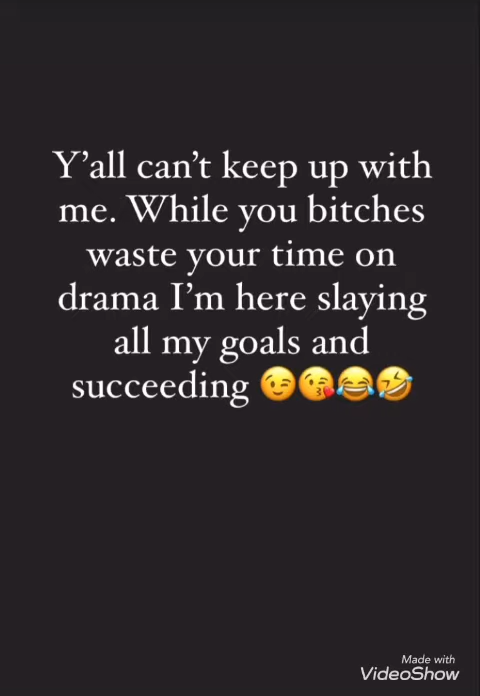 Y’all can’t keep up with
me. While you bitches
waste your time on
drama I’m here slaying
all my goals and
succeeding 😉😘😂🤣
Made with
VideoShow